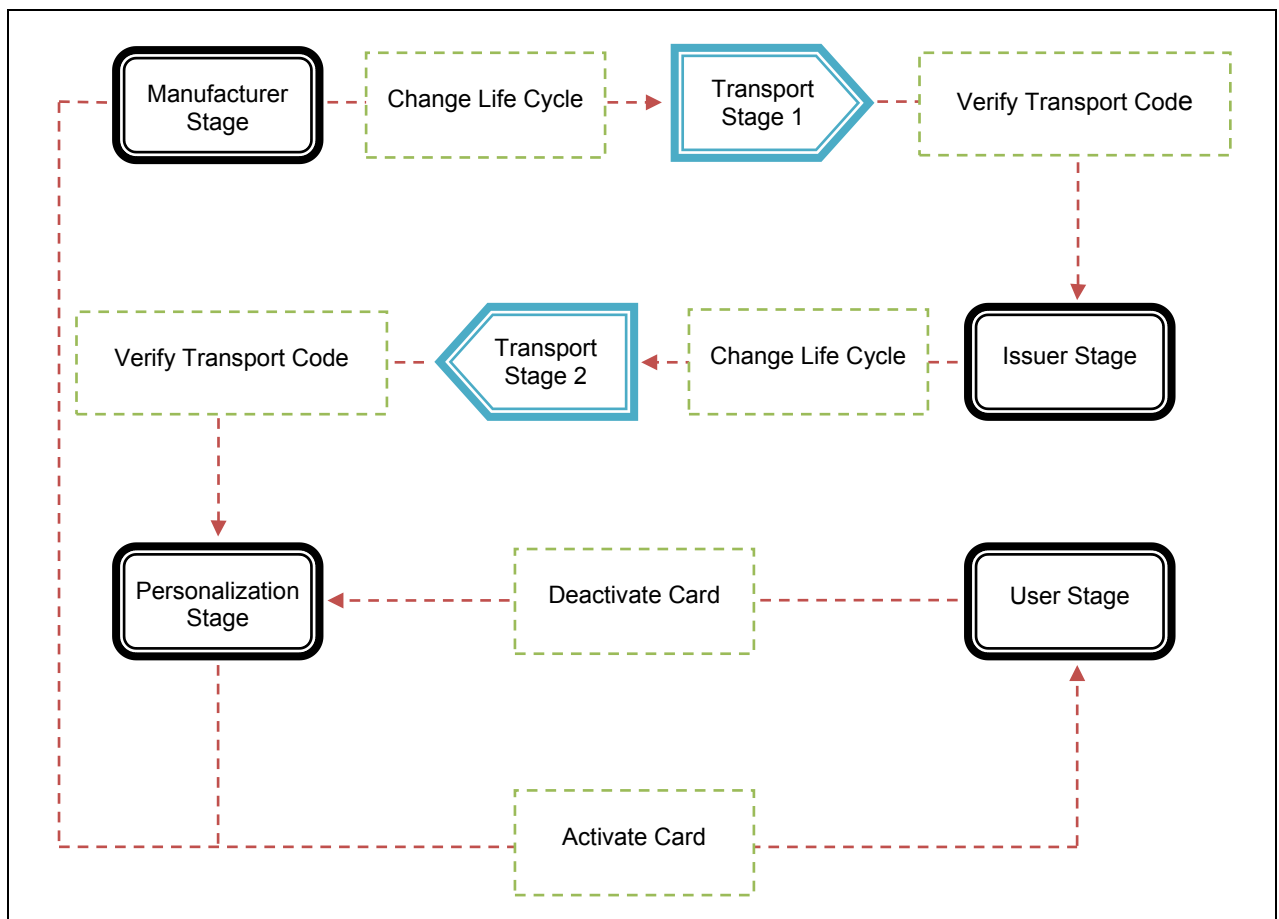 Manufacturer
Stage
Change Life Cycle
Transport
Stage 1
Verify Transport Code
Verify Transport Code
Transport
Stage 2
Change Life Cycle
Issuer Stage
Personalization
Stage
Deactivate Card
User Stage
Activate Card